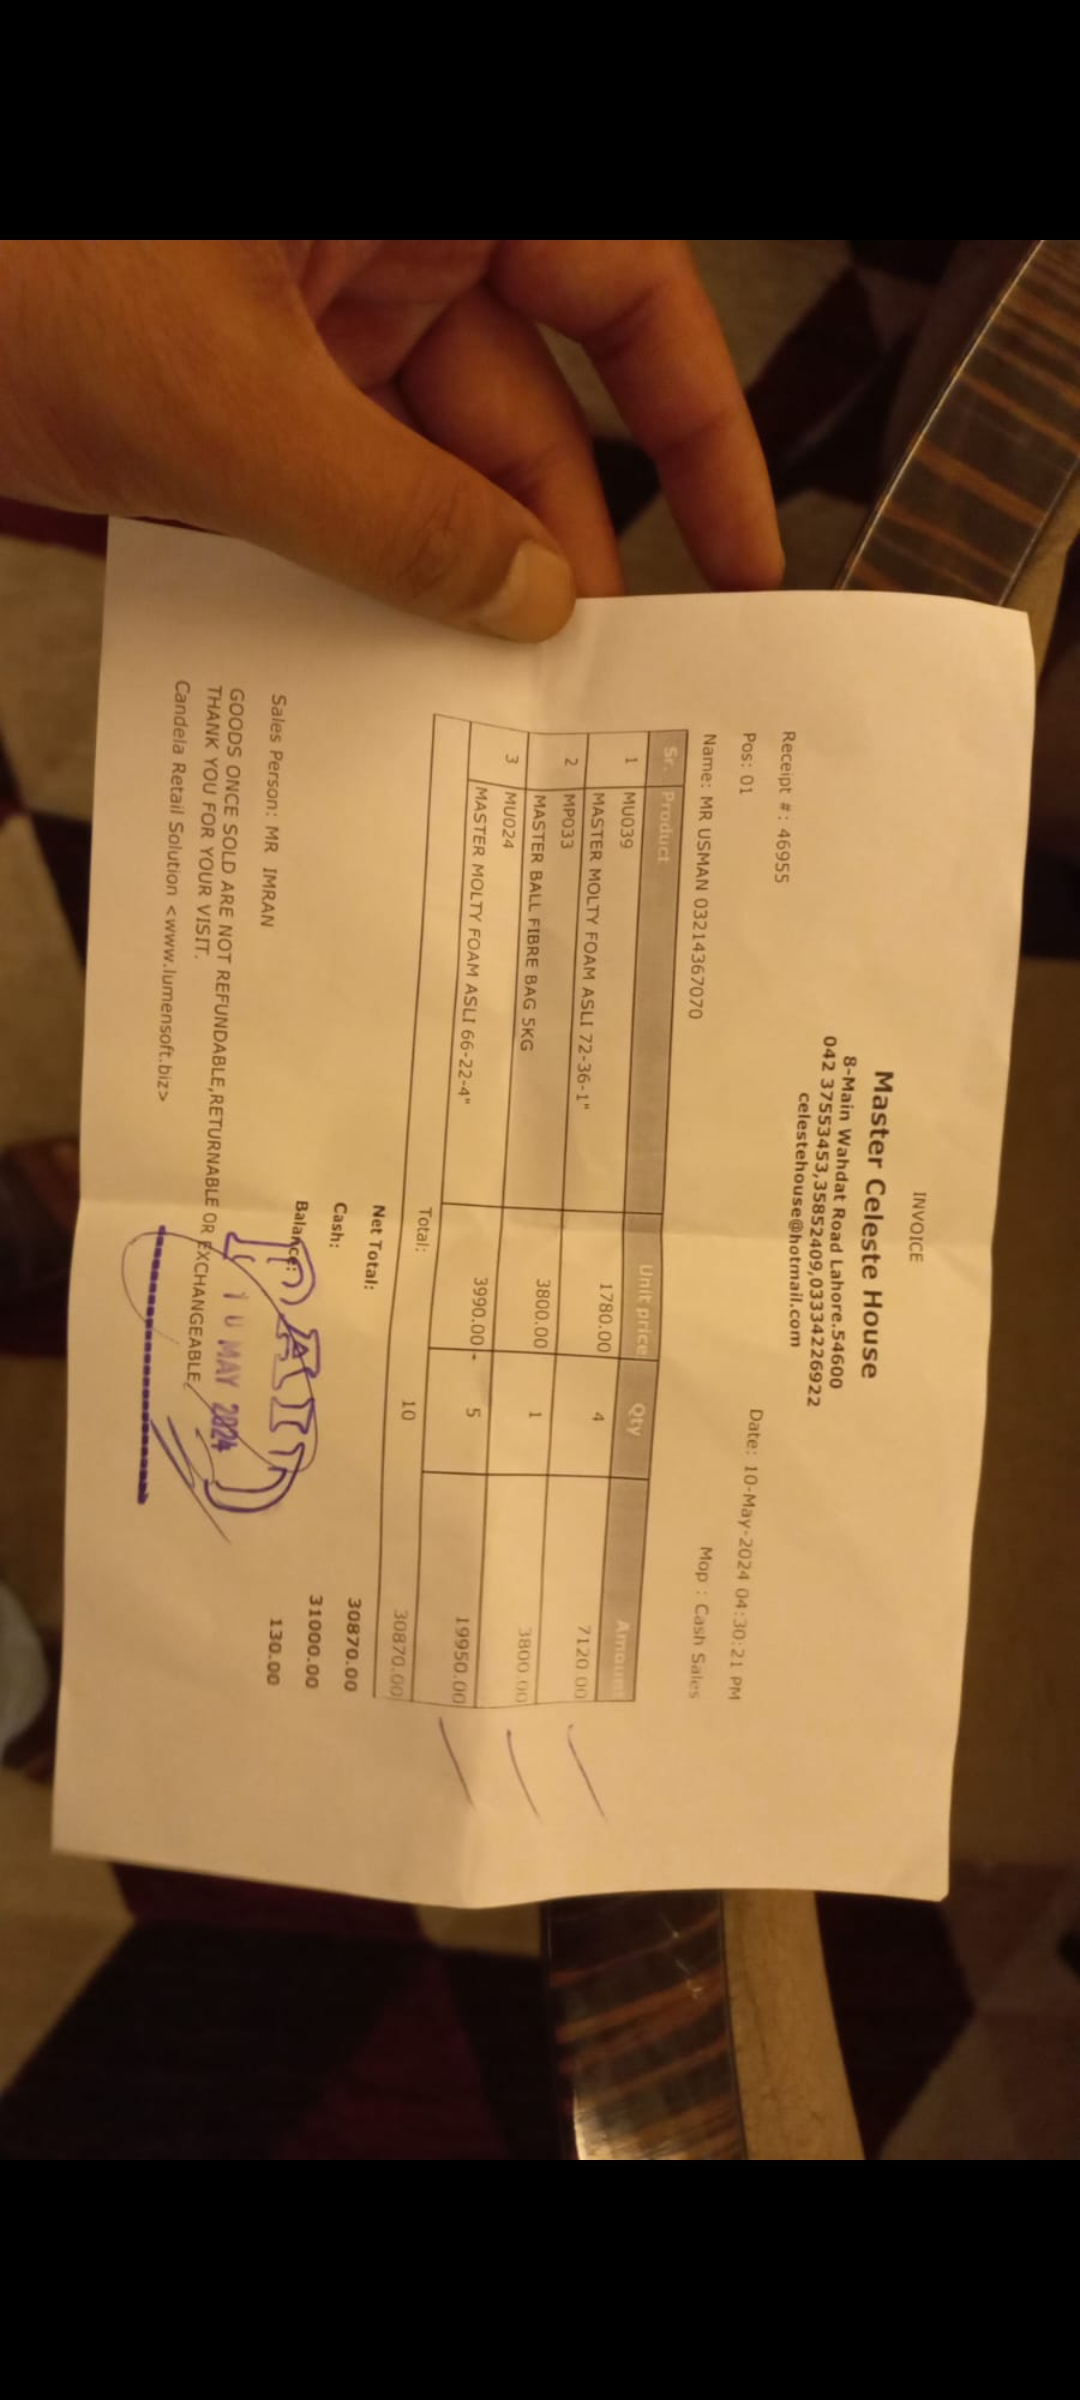 INVOICE
Master Celeste House
8-Main Wahdat Road Lahore.54600
042 37553453,35852409,03334226922
celestehouse@hotmail.com
Receipt # : 46955
Date: 10-May-2024 04:30:21 PM
Pos: 01
Mop : Cash Sales
Name: MR USMAN 03214367070
Sr. Product Unit price Qty Amount
1 MU039 1780.00 4 7120.00
MASTER MOLTY FOAM ASLI 72-36-1"
2 MP033 3800.00 1 3800.00
MASTER BALL FIBRE BAG 5KG
3 MU024 3990.00 5 19950.00
MASTER MOLTY FOAM ASLI 66-22-4"
Total: 10 30870.00
Net Total: 30870.00
Cash: 31000.00
Balance: 130.00
PAID
10 MAY 2024
Sales Person: MR IMRAN
GOODS ONCE SOLD ARE NOT REFUNDABLE,RETURNABLE OR EXCHANGEABLE.
THANK YOU FOR YOUR VISIT.
Candela Retail Solution <www.lumensoft.biz>